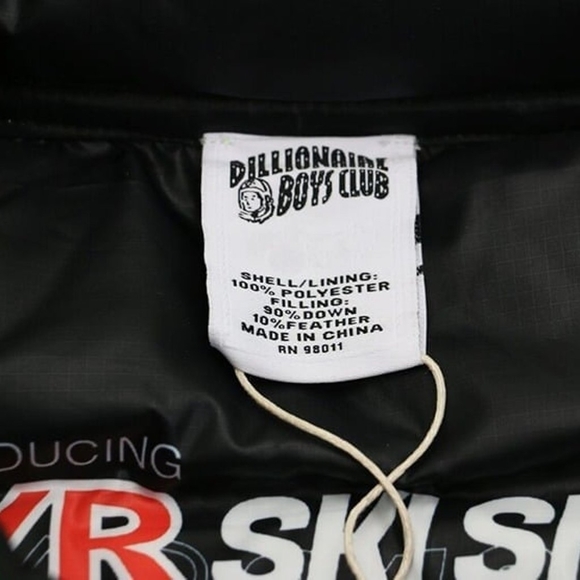 BILLIONAIRE
BOYS CLUB
SHELL/LINING:
100% POLYESTER
FILLING:
90%DOWN
10%FEATHER
MADE IN CHINA
RN 98011
DUCING
R SKI S